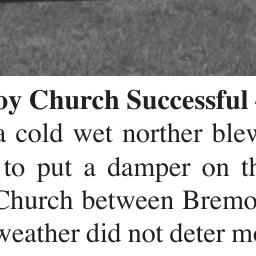 oy Church Successful
a cold wet norther blew
to put a damper on th
Church between Bremo
weather did not deter mo